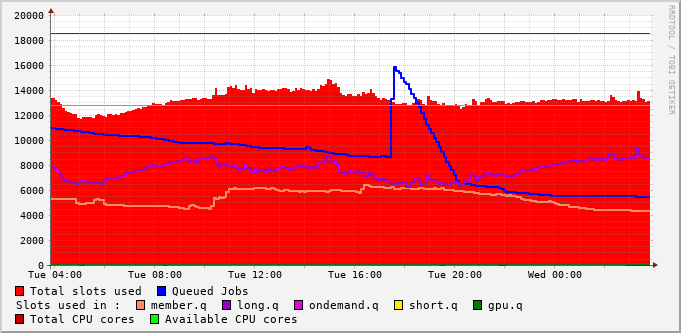 RRDTOOL / TOBI OETIKER
20000
18000
16000
14000
12000
10000
8000
6000
4000
2000
0
Tue 04:00 Tue 08:00 Tue 12:00 Tue 16:00 Tue 20:00 Wed 00:00
Total slots used Queued Jobs
Slots used in : member.q long.q ondemand.q short.q gpu.q
Total CPU cores Available CPU cores